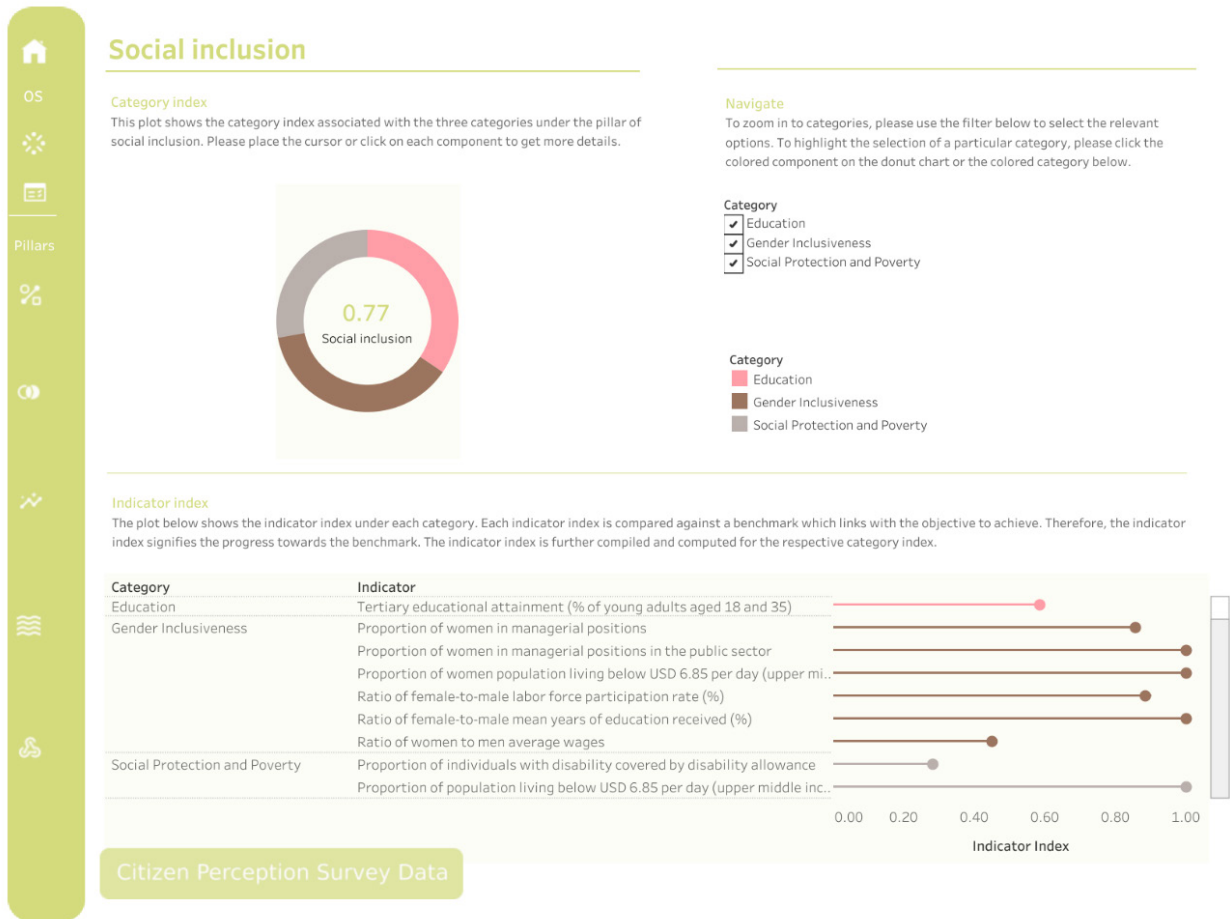 OS
Pillars
Social inclusion
Category index
This plot shows the category index associated with the three categories under the pillar of
social inclusion. Please place the cursor or click on each component to get more details.
0.77
Social inclusion
Navigate
To zoom in to categories, please use the filter below to select the relevant
options. To highlight the selection of a particular category, please click the
colored component on the donut chart or the colored category below.
Category
Education
Gender Inclusiveness
Social Protection and Poverty
Category
Education
Gender Inclusiveness
Social Protection and Poverty
Indicator index
The plot below shows the indicator index under each category. Each indicator index is compared against a benchmark which links with the objective to achieve. Therefore, the indicator
index signifies the progress towards the benchmark. The indicator index is further compiled and computed for the respective category index.
Category Indicator
Education Tertiary educational attainment (% of young adults aged 18 and 35)
Gender Inclusiveness Proportion of women in managerial positions
Proportion of women in managerial positions in the public sector
Proportion of women population living below USD 6.85 per day (upper mi..
Ratio of female-to-male labor force participation rate (%)
Ratio of female-to-male mean years of education received (%)
Ratio of women to men average wages
Social Protection and Poverty Proportion of individuals with disability covered by disability allowance
Proportion of population living below USD 6.85 per day (upper middle inc..
0.00 0.20 0.40 0.60 0.80 1.00
Indicator Index
Citizen Perception Survey Data